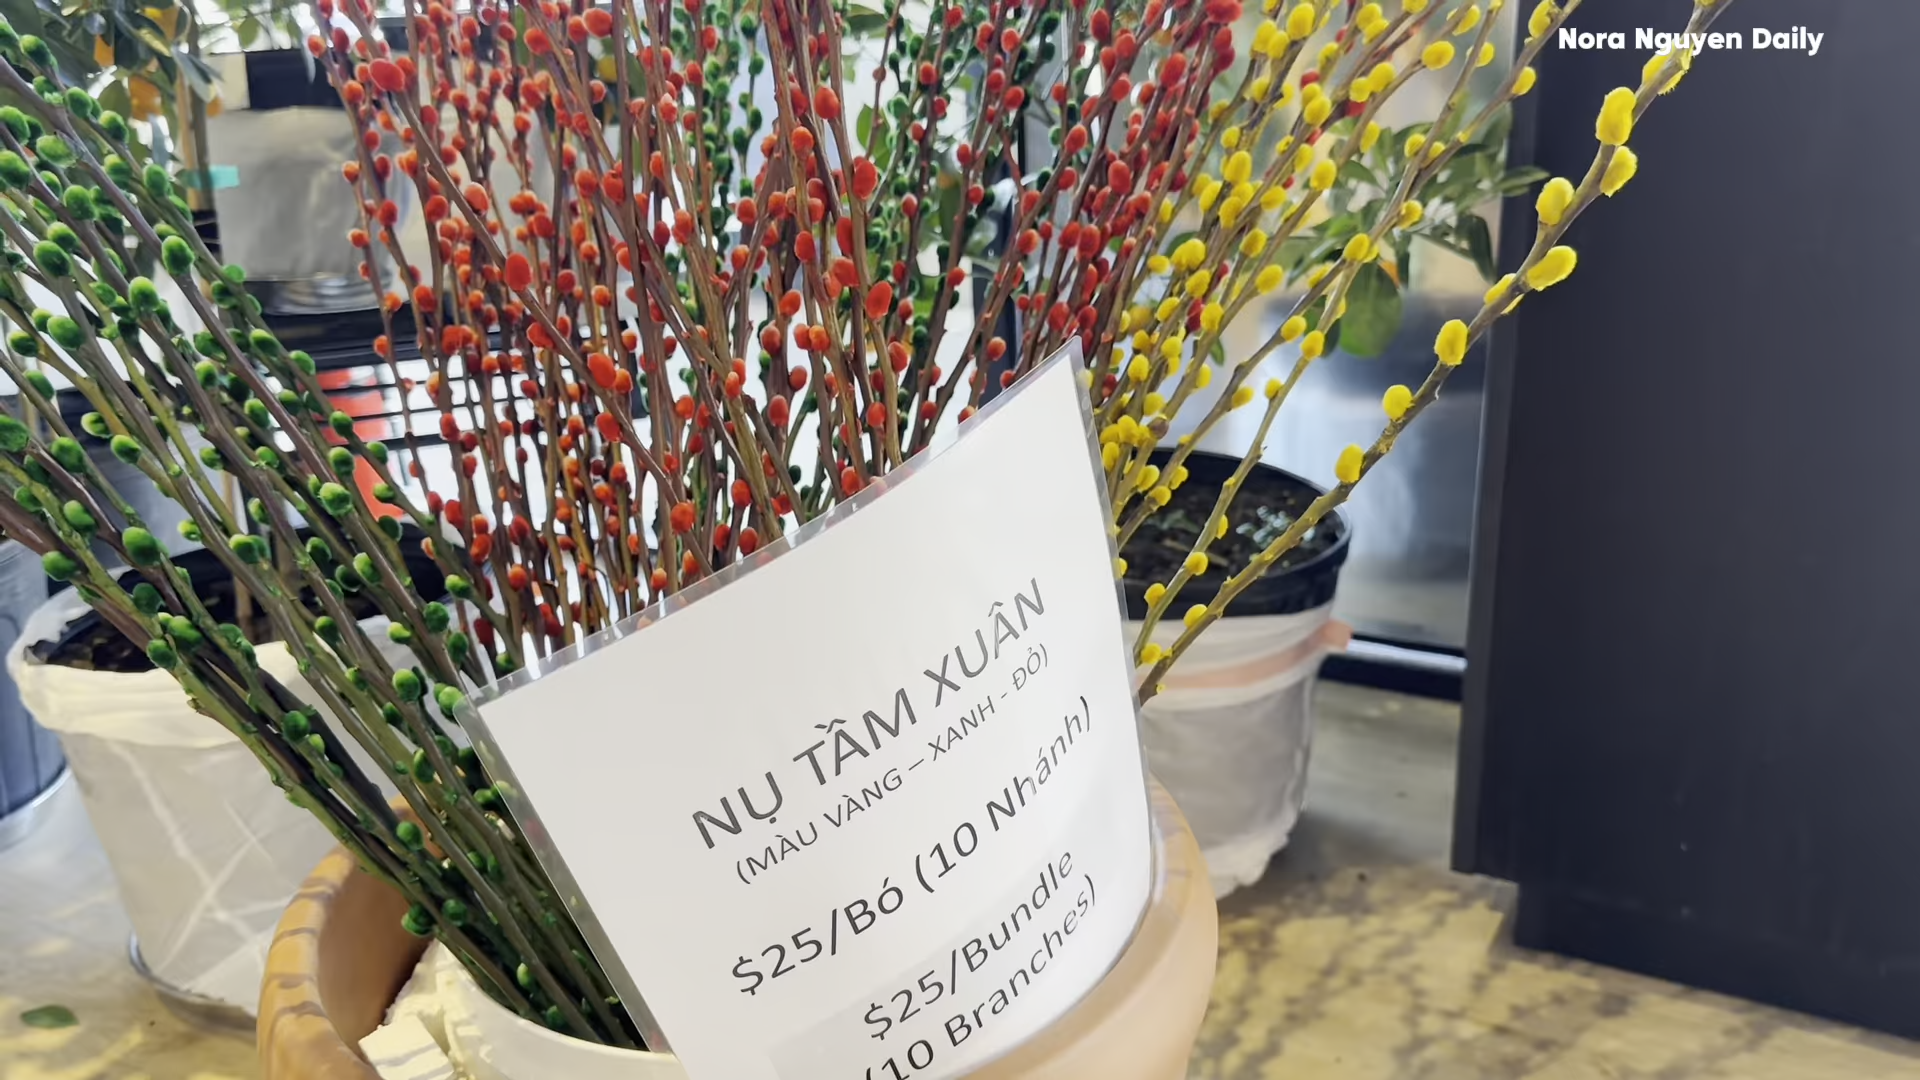 Nora Nguyen Daily
NỤ TẦM XUÂN
(MÀU VÀNG – XANH - ĐỎ)
$25/Bó (10 Nhánh)
$25/Bundle
(10 Branches)